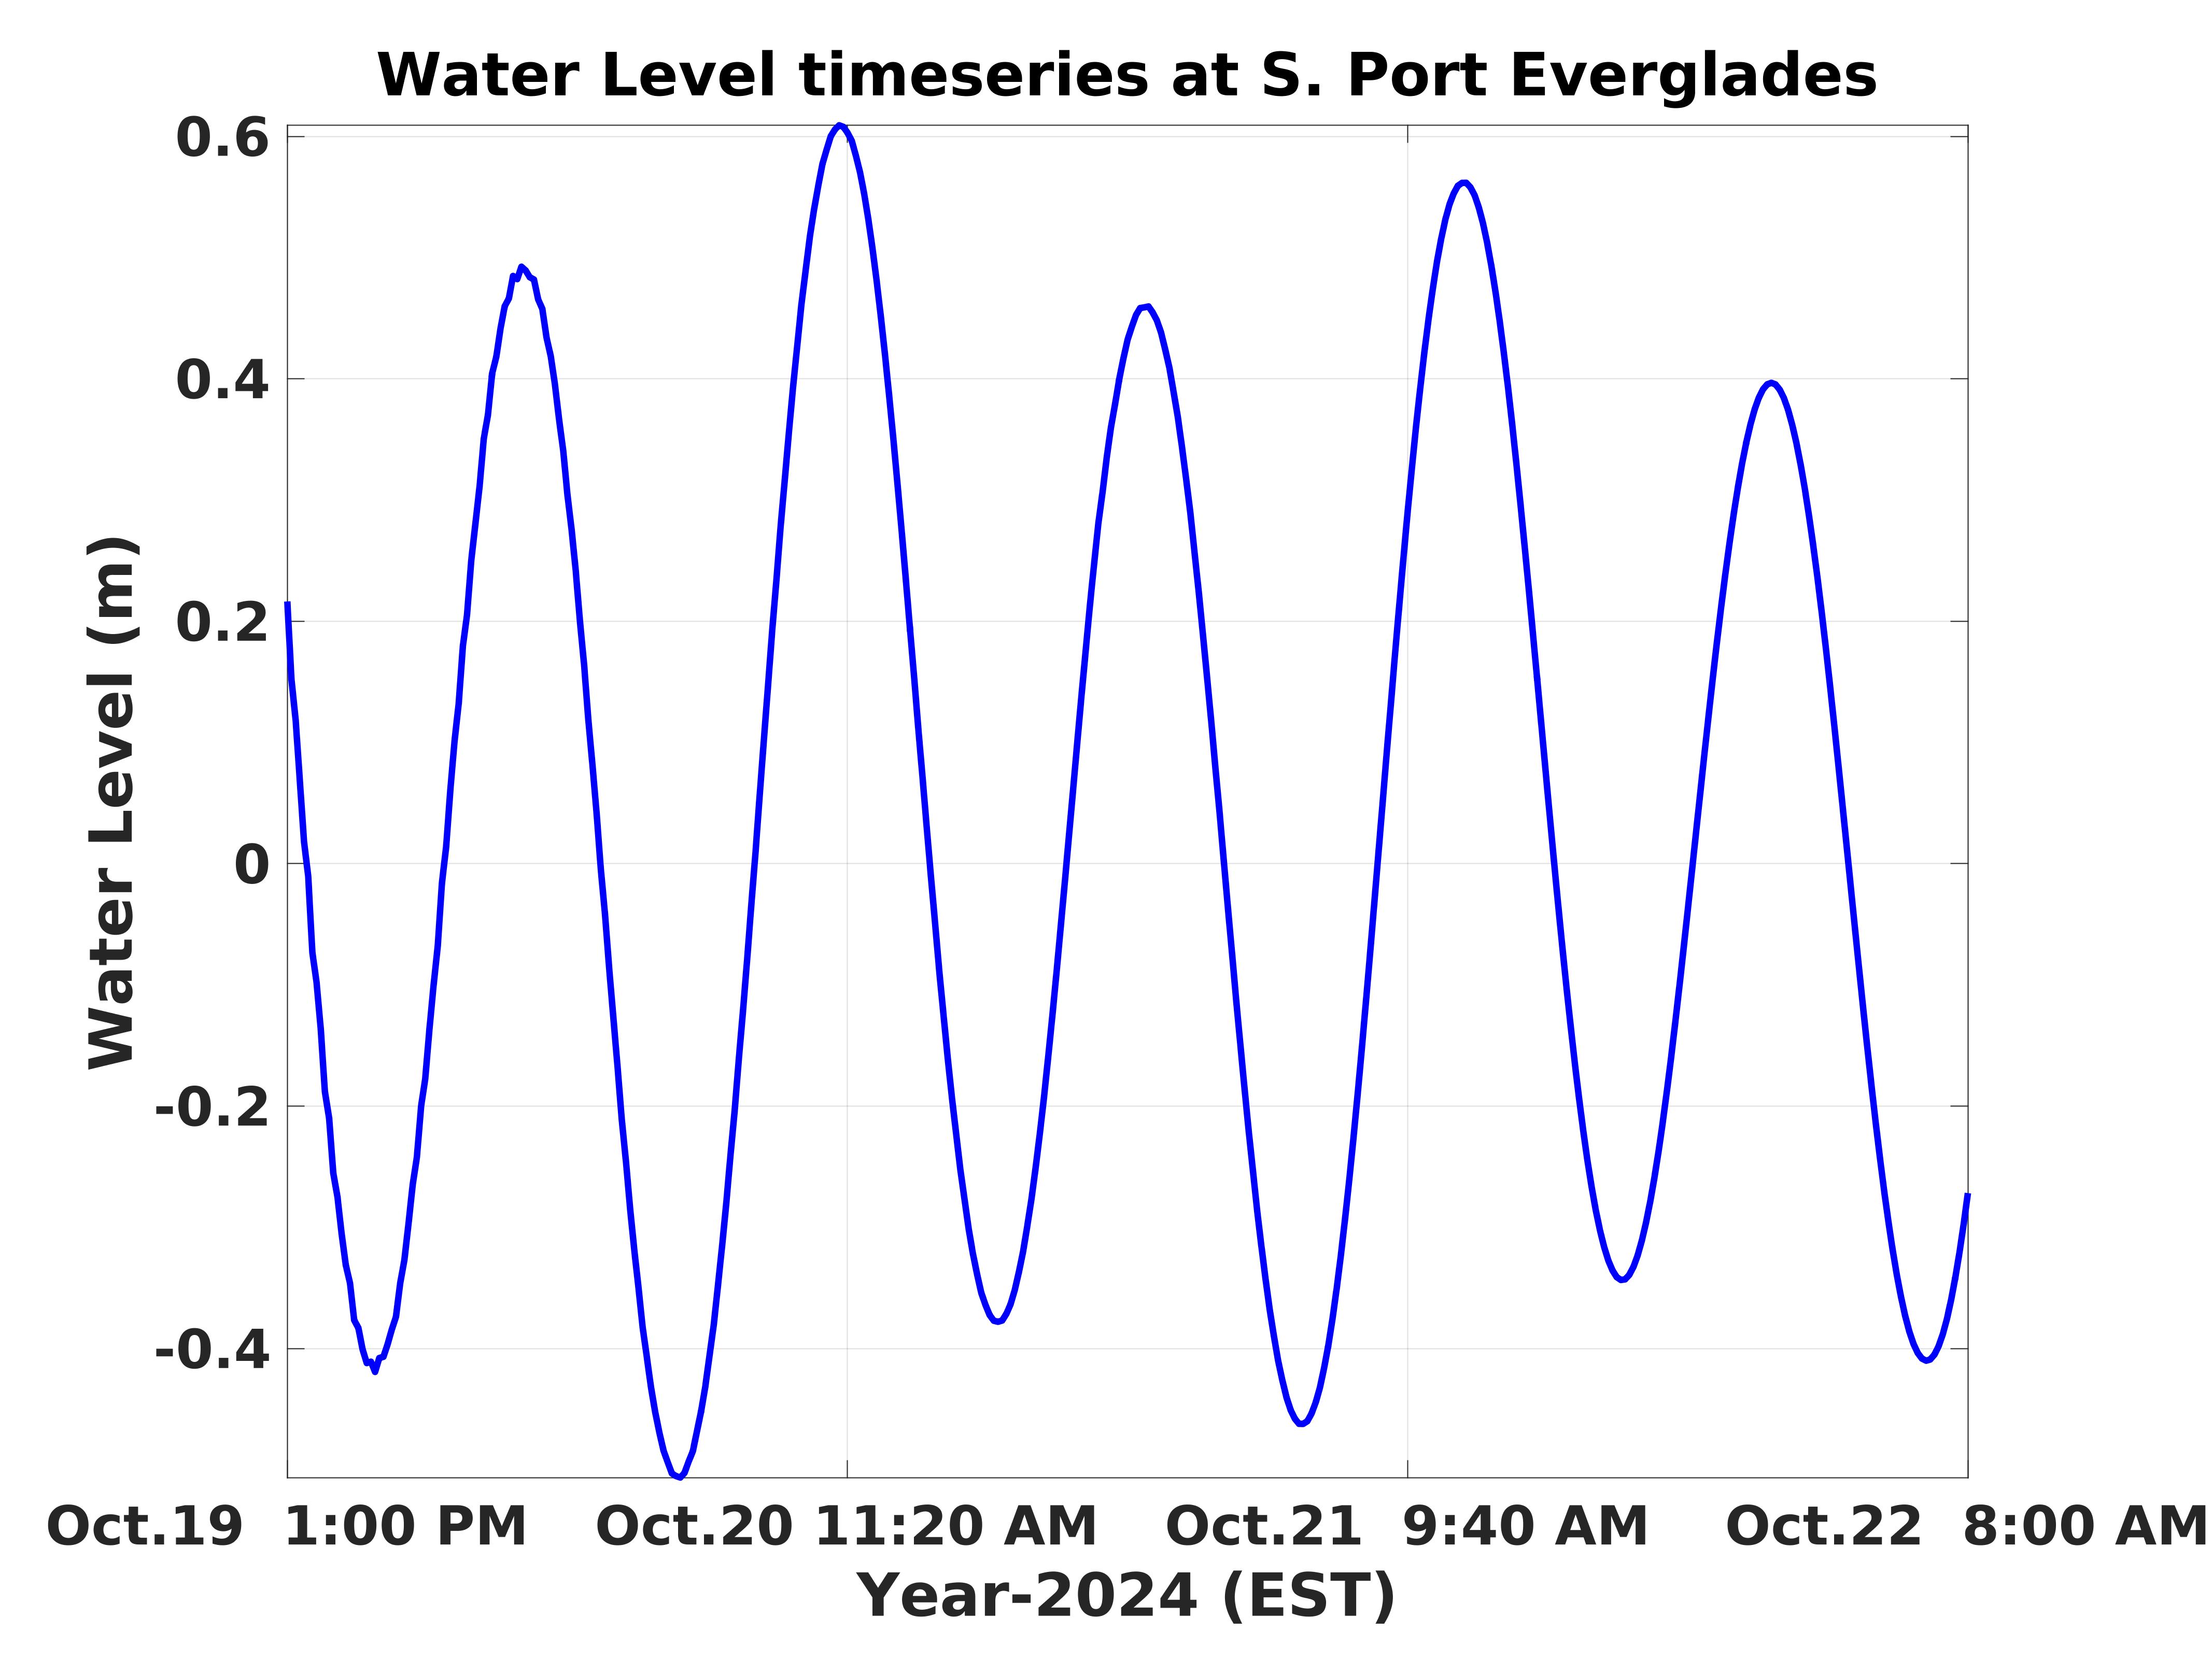 Water Level timeseries at S. Port Everglades
0.6
0.4
0.2
0
-0.2
-0.4
Water Level (m)
Oct.19 1:00 PM Oct.20 11:20 AM Oct.21 9:40 AM Oct.22 8:00 AM
Year-2024 (EST)